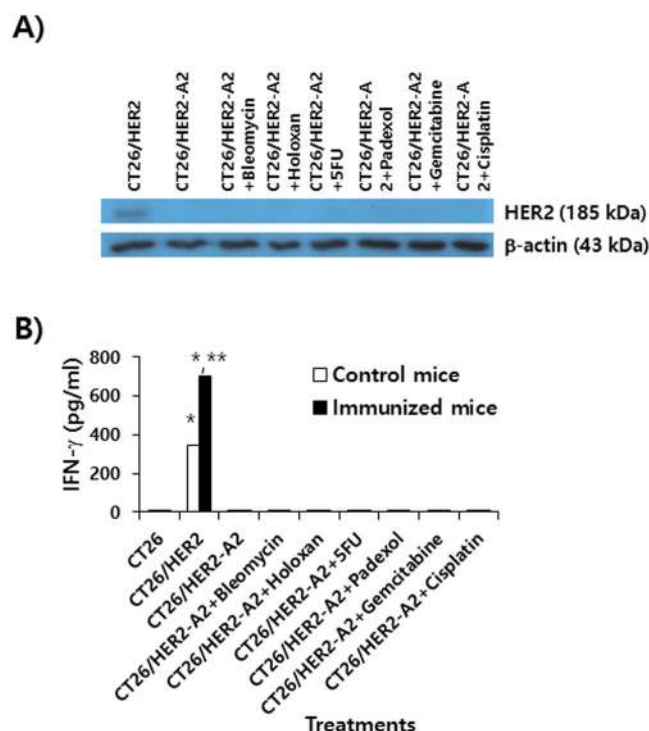 A)
CT26/HER2
CT26/HER2-A2
CT26/HER2-A2
+Bleomycin
CT26/HER2-A2
+Holoxan
CT26/HER2-A2
+5FU
CT26/HER2-A
2+Padexol
CT26/HER2-A2
+Gemcitabine
CT26/HER2-A
2+Cisplatin
HER2 (185 kDa)
β-actin (43 kDa)
B)
IFN-γ (pg/ml)
800
600
400
200
0
*
* **
Control mice
Immunized mice
CT26
CT26/HER2
CT26/HER2-A2
CT26/HER2-A2+Bleomycin
CT26/HER2-A2+Holoxan
CT26/HER2-A2+5FU
CT26/HER2-A2+Padexol
CT26/HER2-A2+Gemcitabine
CT26/HER2-A2+Cisplatin
Treatments